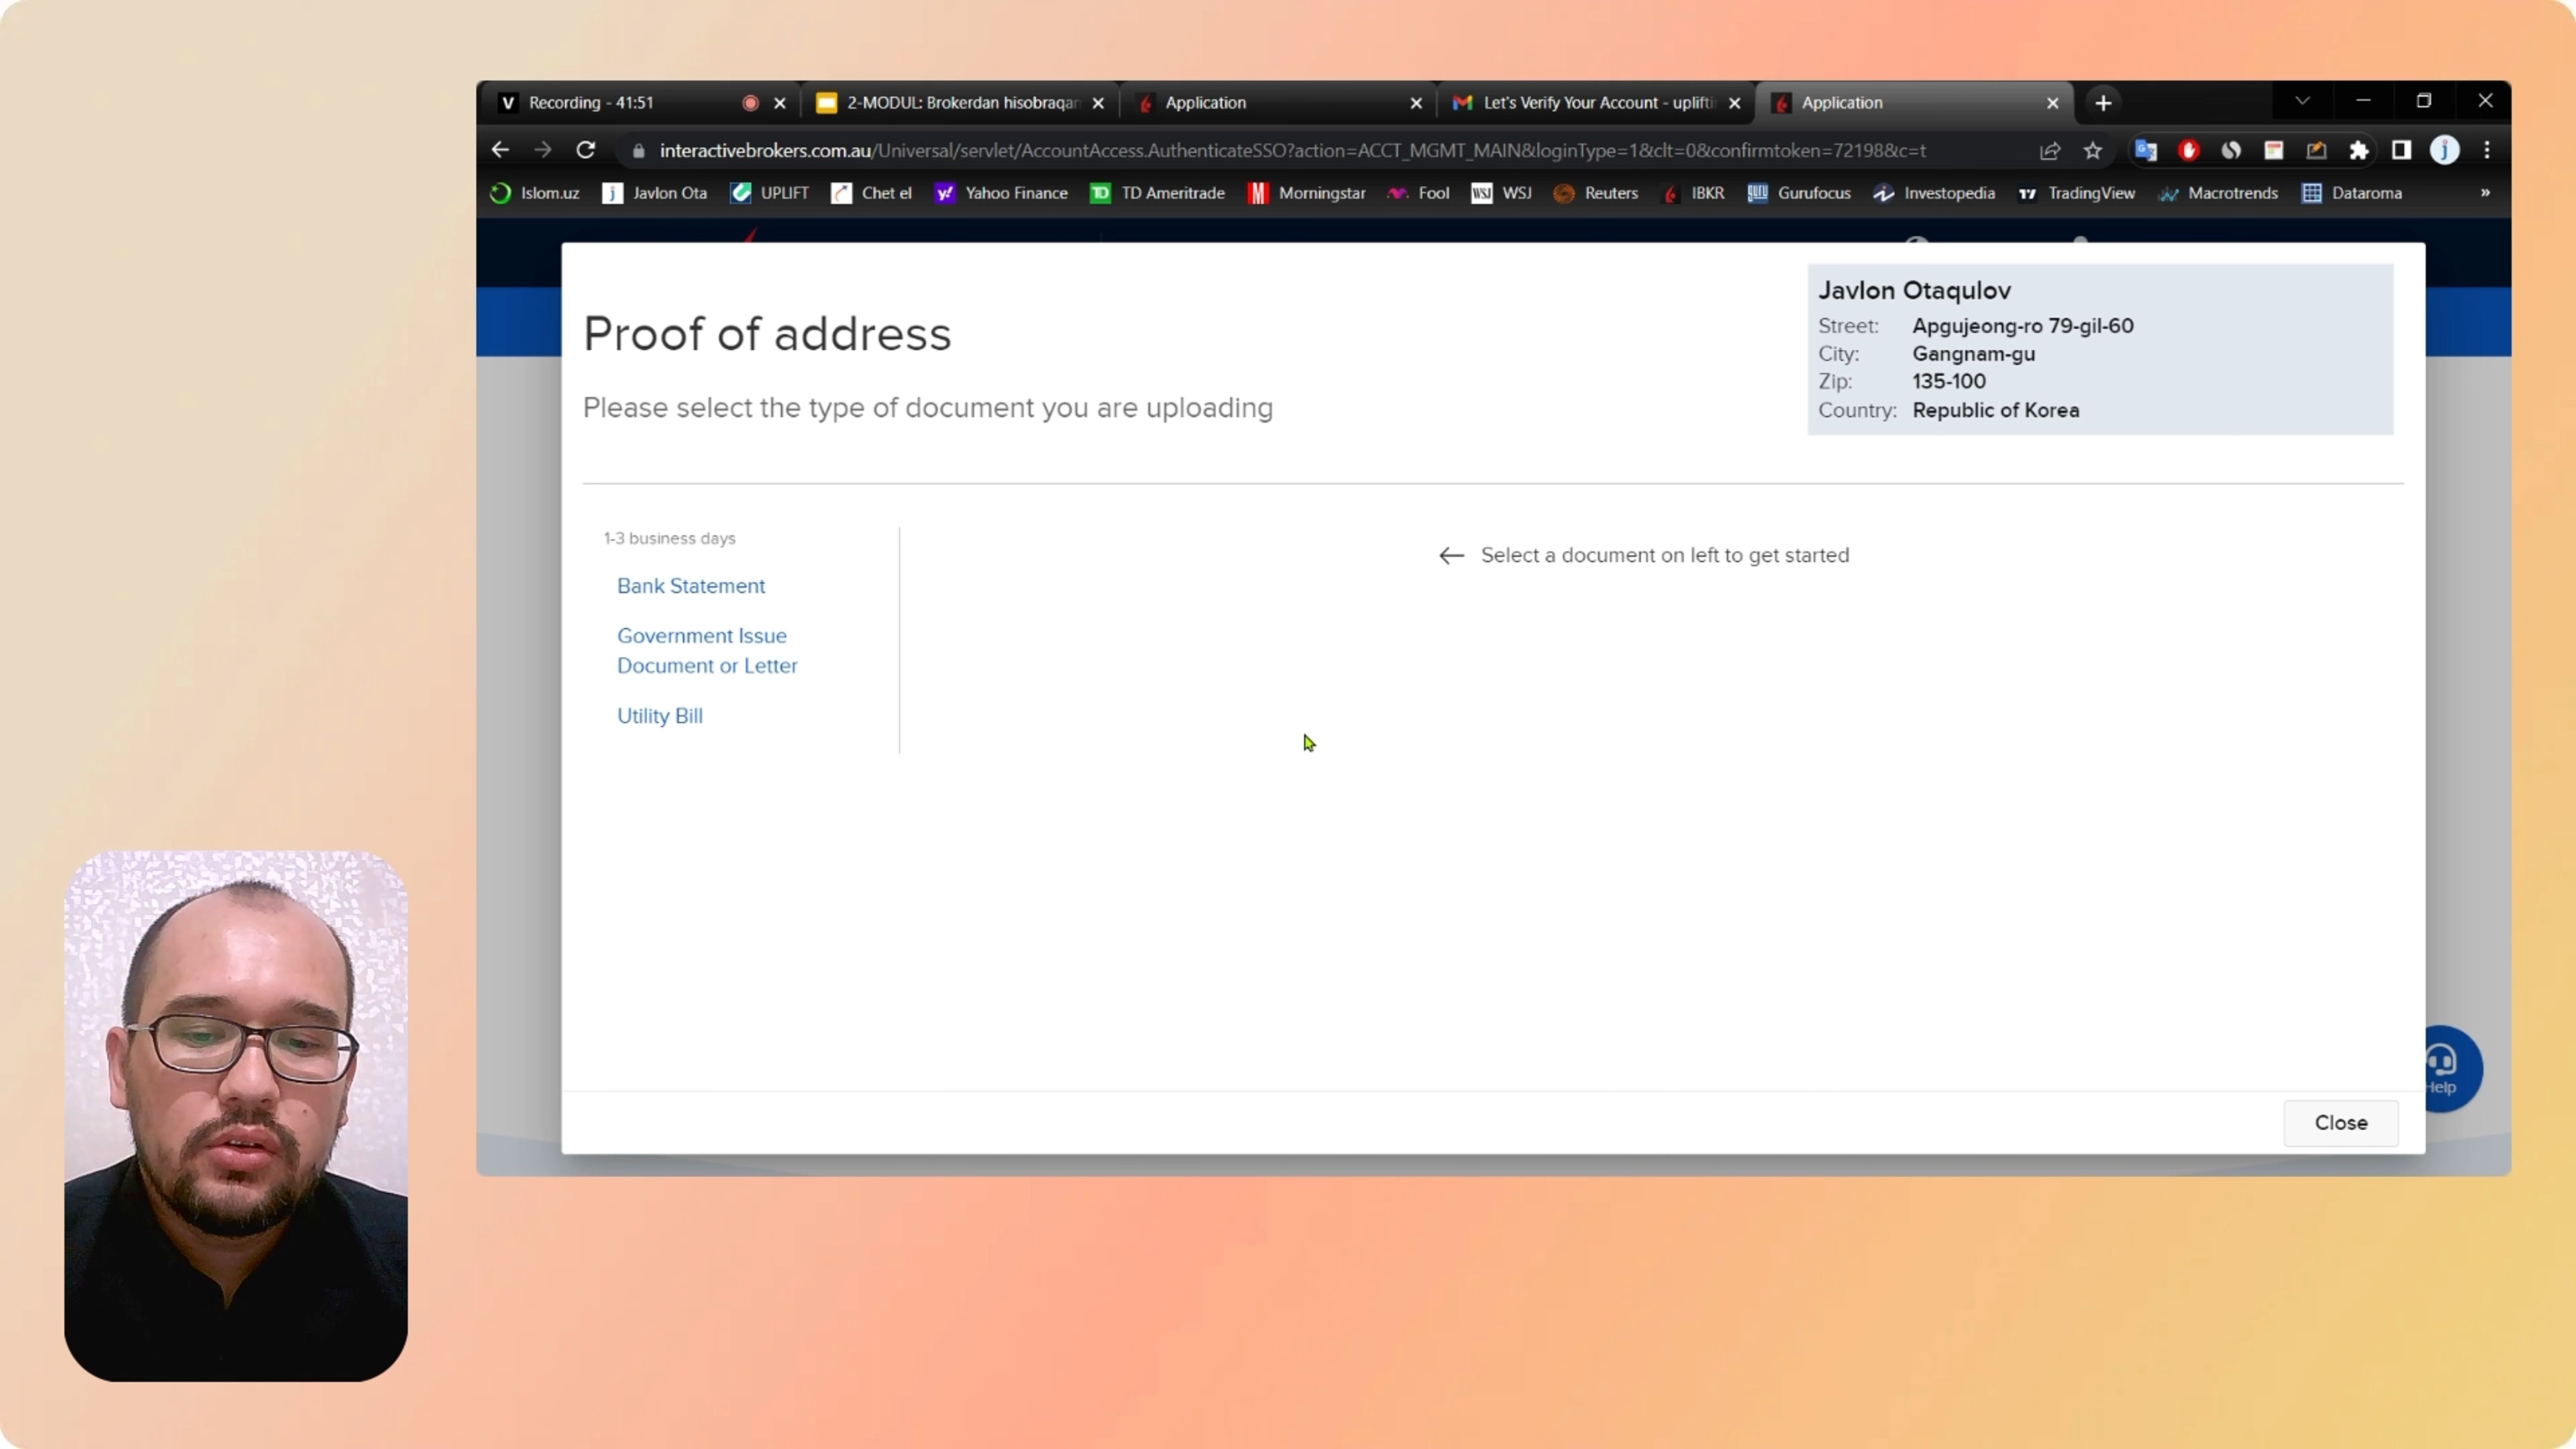 Recording - 41:51
2-MODUL: Brokerdan hisobraqar
Application
Let's Verify Your Account - uplifti
Application
interactivebrokers.com.au/Universal/servlet/AccountAccess.AuthenticateSSO?action=ACCT_MGMT_MAIN&loginType=1&clt=0&confirmtoken=72198&c=t
Islom.uz
Javlon Ota
UPLIFT
Chet el
Yahoo Finance
TD Ameritrade
Morningstar
Fool
WSJ
Reuters
IBKR
Gurufocus
Investopedia
TradingView
Macrotrends
Dataroma
Proof of address
Please select the type of document you are uploading
Javlon Otaqulov
Street: Apgujeong-ro 79-gil-60
City: Gangnam-gu
Zip: 135-100
Country: Republic of Korea
1-3 business days
Bank Statement
Government Issue
Document or Letter
Utility Bill
Select a document on left to get started
Help
Close